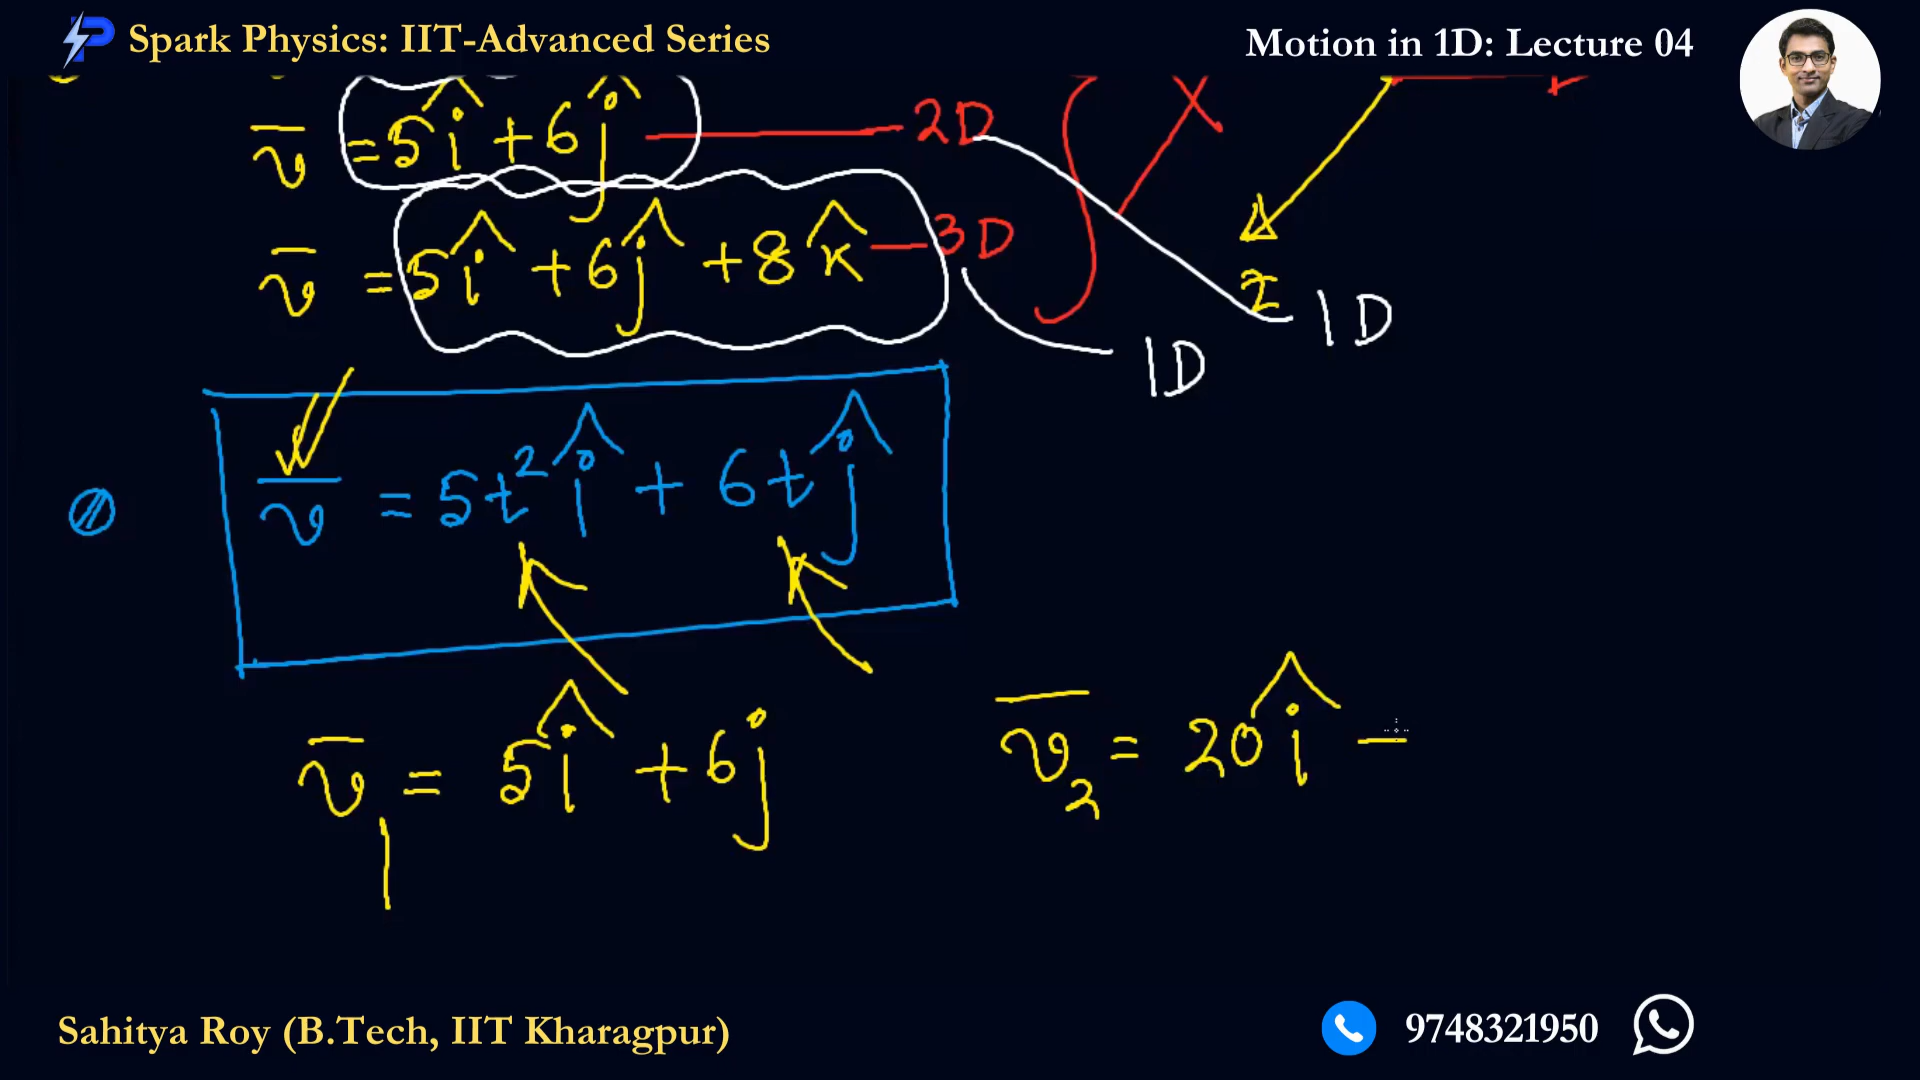 Spark Physics: IIT-Advanced Series
Motion in 1D: Lecture 04
v̅ = 5î + 6ĵ — 2D
v̅ = 5î + 6ĵ + 8k̂ — 3D
z
1D
1D
v̅ = 5t²î + 6tĵ
v̅₁ = 5î + 6j
v̅₂ = 20î −
Sahitya Roy (B.Tech, IIT Kharagpur)
9748321950